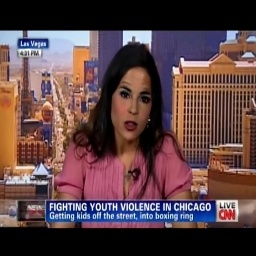 Las Vegas
4:31 PM
FIGHTING YOUTH VIOLENCE IN CHICAGO
Getting kids off the street, into boxing ring
LIVE
CNN